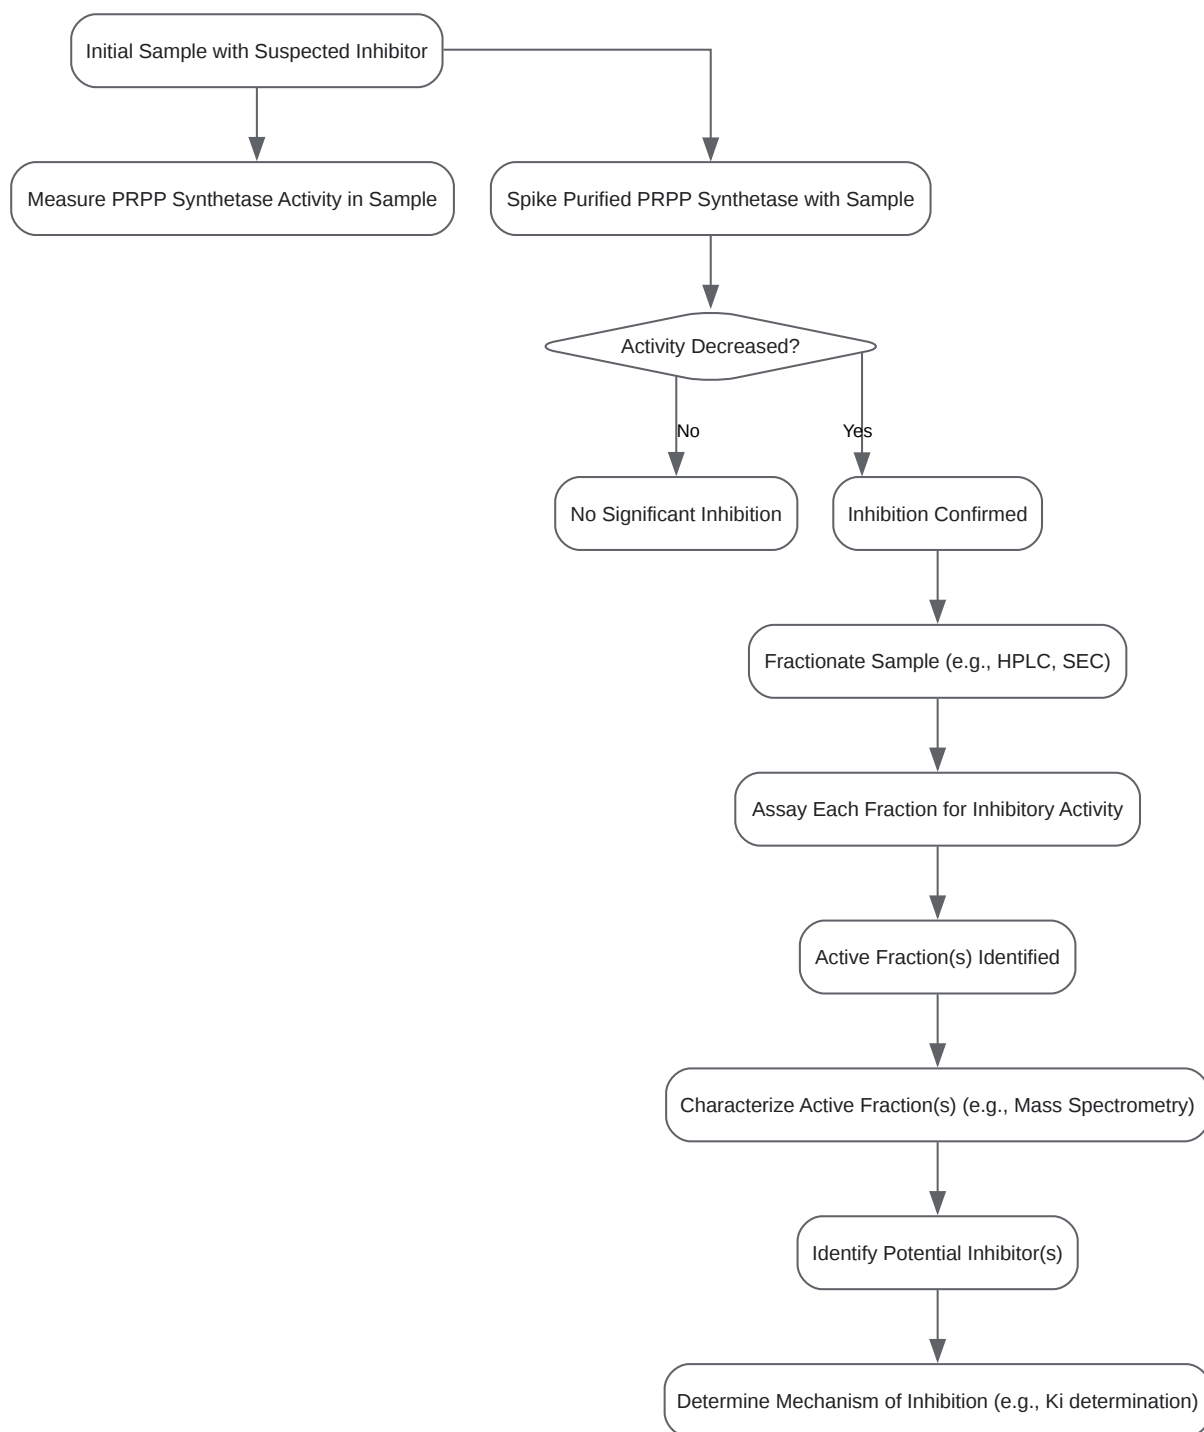 Initial Sample with Suspected Inhibitor
Measure PRPP Synthetase Activity in Sample
Spike Purified PRPP Synthetase with Sample
Activity Decreased?
No
Yes
No Significant Inhibition
Inhibition Confirmed
Fractionate Sample (e.g., HPLC, SEC)
Assay Each Fraction for Inhibitory Activity
Active Fraction(s) Identified
Characterize Active Fraction(s) (e.g., Mass Spectrometry)
Identify Potential Inhibitor(s)
Determine Mechanism of Inhibition (e.g., Ki determination)